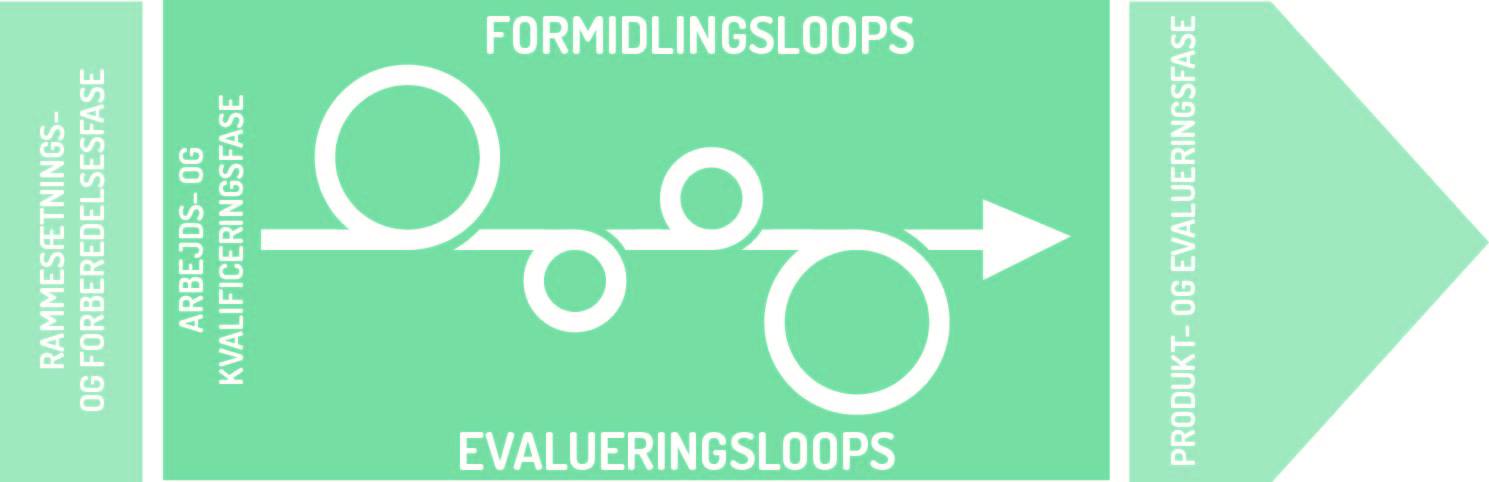 RAMMESÆTNINGS-
OG FORBEREDELSESFASE
FORMIDLINGSLOOPS
ARBEJDS- OG
KVALIFICERINGSFASE
EVALUERINGSLOOPS
PRODUKT- OG EVALUERINGSFASE